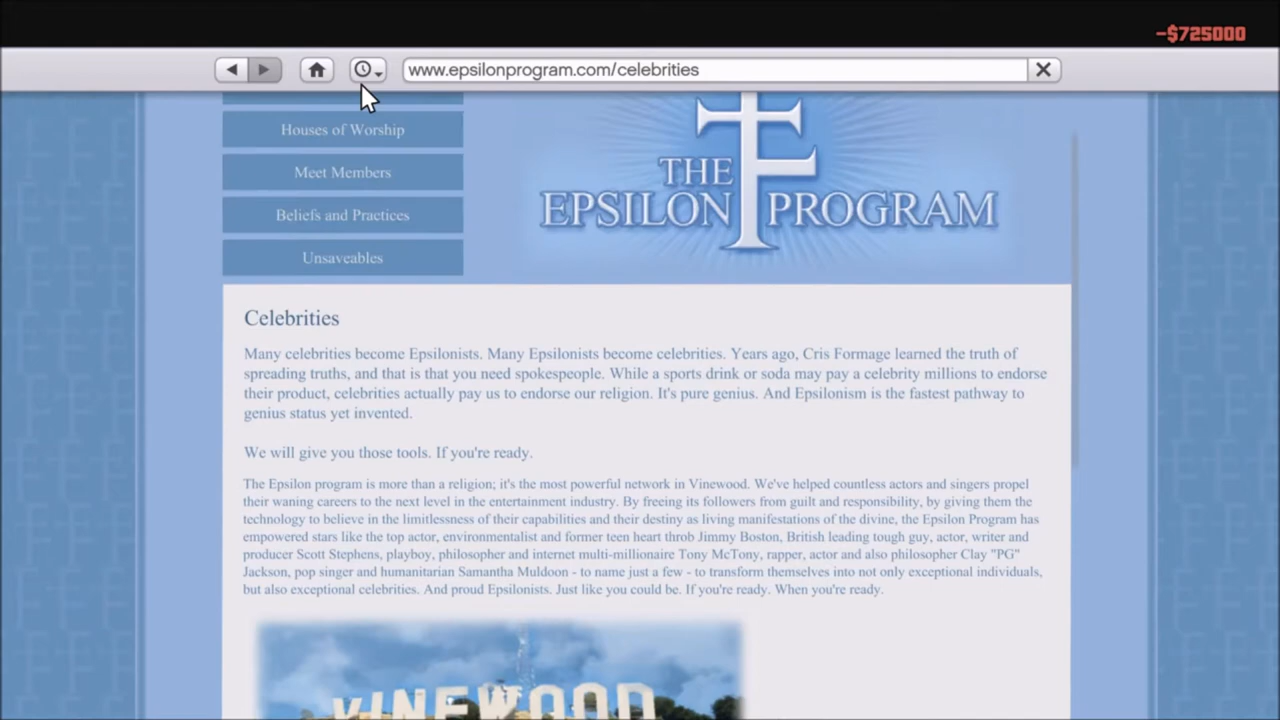 -$725000
www.epsilonprogram.com/celebrities
Houses of Worship
Meet Members
Beliefs and Practices
Unsaveables
THE
EPSILON PROGRAM
Celebrities
Many celebrities become Epsilonists. Many Epsilonists become celebrities. Years ago, Cris Formage learned the truth of
spreading truths, and that is that you need spokespeople. While a sports drink or soda may pay a celebrity millions to endorse
their product, celebrities actually pay us to endorse our religion. It's pure genius. And Epsilonism is the fastest pathway to
genius status yet invented.
We will give you those tools. If you're ready.
The Epsilon program is more than a religion; it's the most powerful network in Vinewood. We've helped countless actors and singers propel
their waning careers to the next level in the entertainment industry. By freeing its followers from guilt and responsibility, by giving them the
technology to believe in the limitlessness of their capabilities and their destiny as living manifestations of the divine, the Epsilon Program has
empowered stars like the top actor, environmentalist and former teen heart throb Jimmy Boston, British leading tough guy, actor, writer and
producer Scott Stephens, playboy, philosopher and internet multi-millionaire Tony McTony, rapper, actor and also philosopher Clay "PG"
Jackson, pop singer and humanitarian Samantha Muldoon - to name just a few - to transform themselves into not only exceptional individuals,
but also exceptional celebrities. And proud Epsilonists. Just like you could be. If you're ready. When you're ready.
VINEWOOD